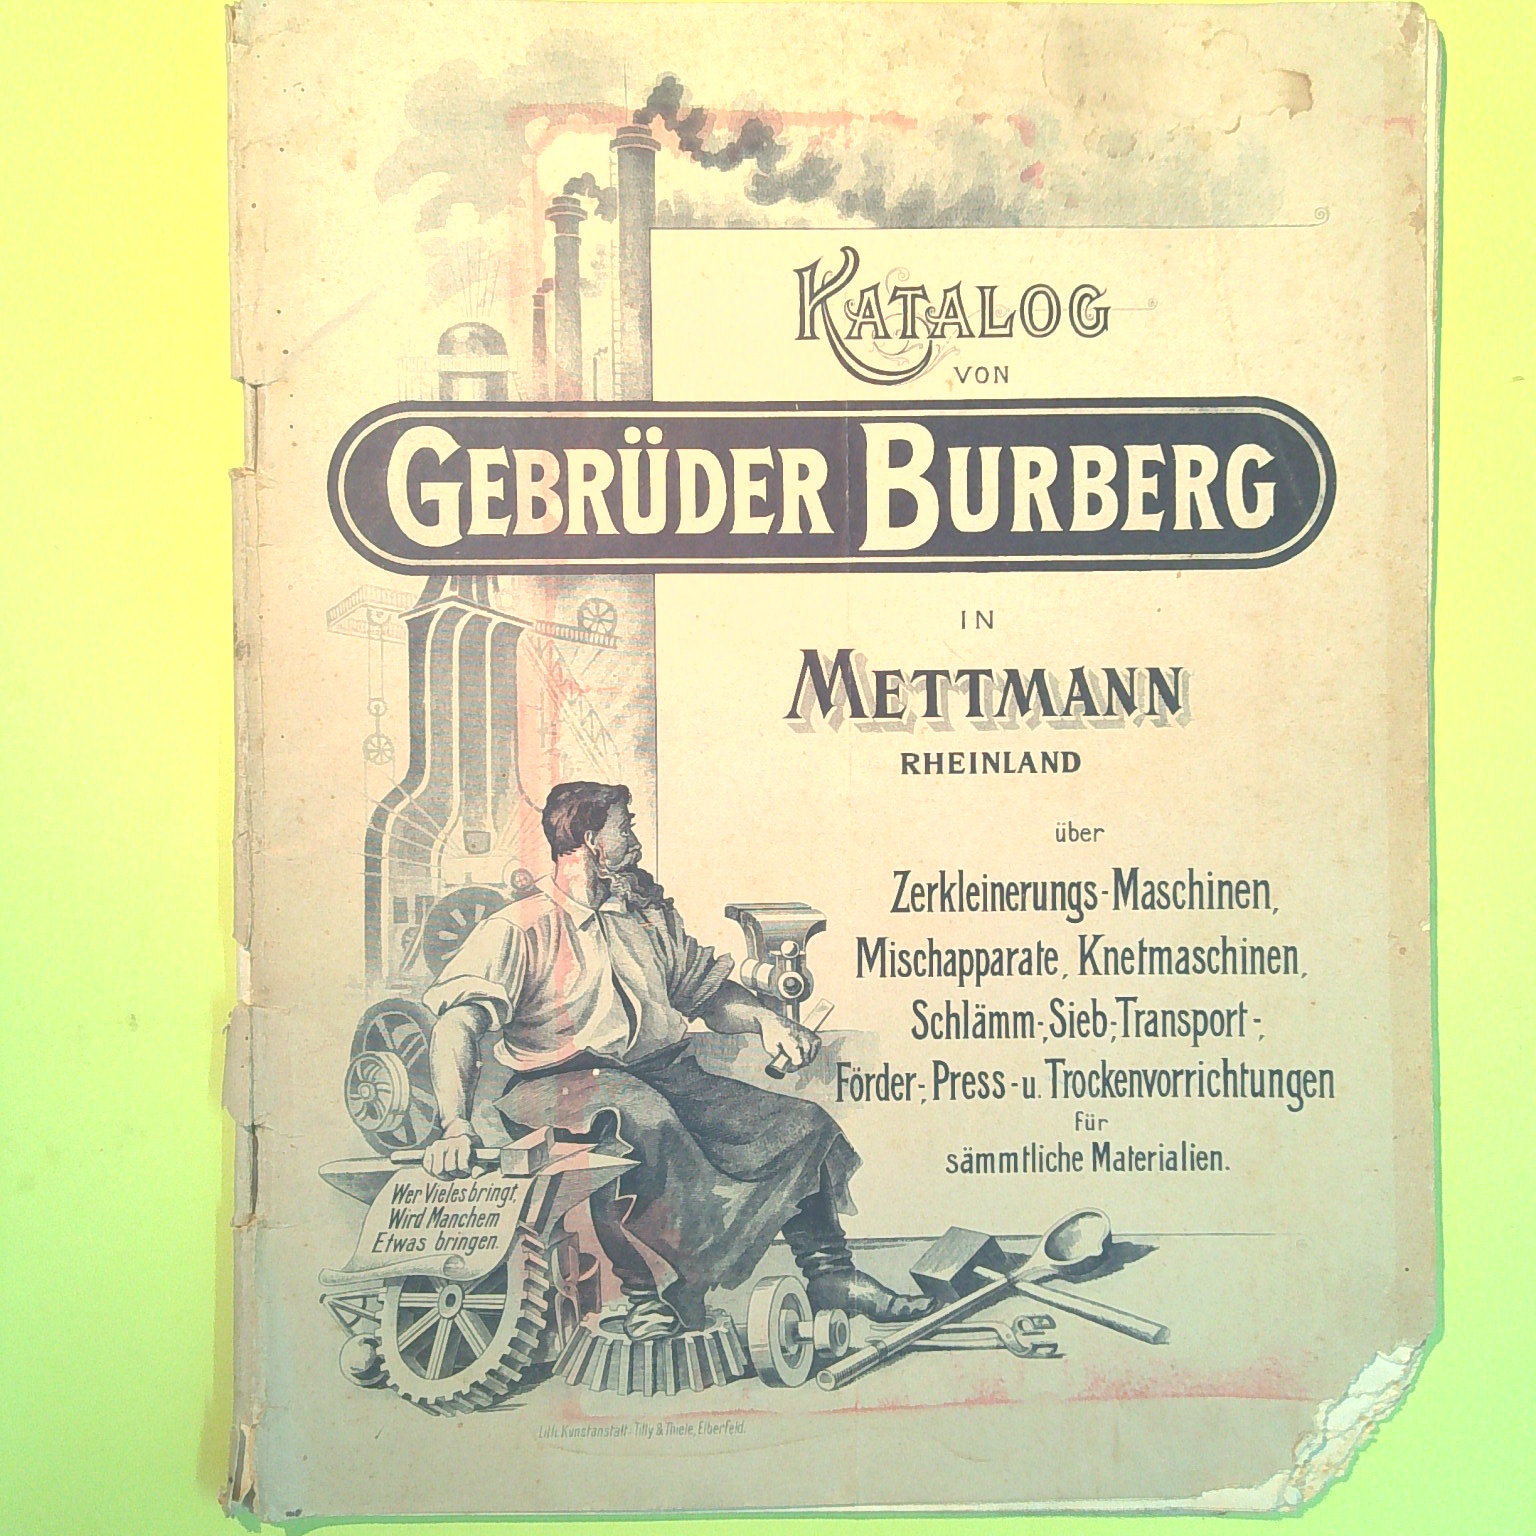 KATALOG
VON
GEBRÜDER BURBERG
IN
METTMANN
RHEINLAND
über
Zerkleinerungs-Maschinen,
Mischapparate, Knetmaschinen,
Schlämm-, Sieb-, Transport-,
Förder-, Press- u. Trockenvorrichtungen
für
sämmtliche Materialien.
Wer Vieles bringt,
Wird Manchem
Etwas bringen.
Lith. Kunstanstalt Tilly & Thiele, Elberfeld.